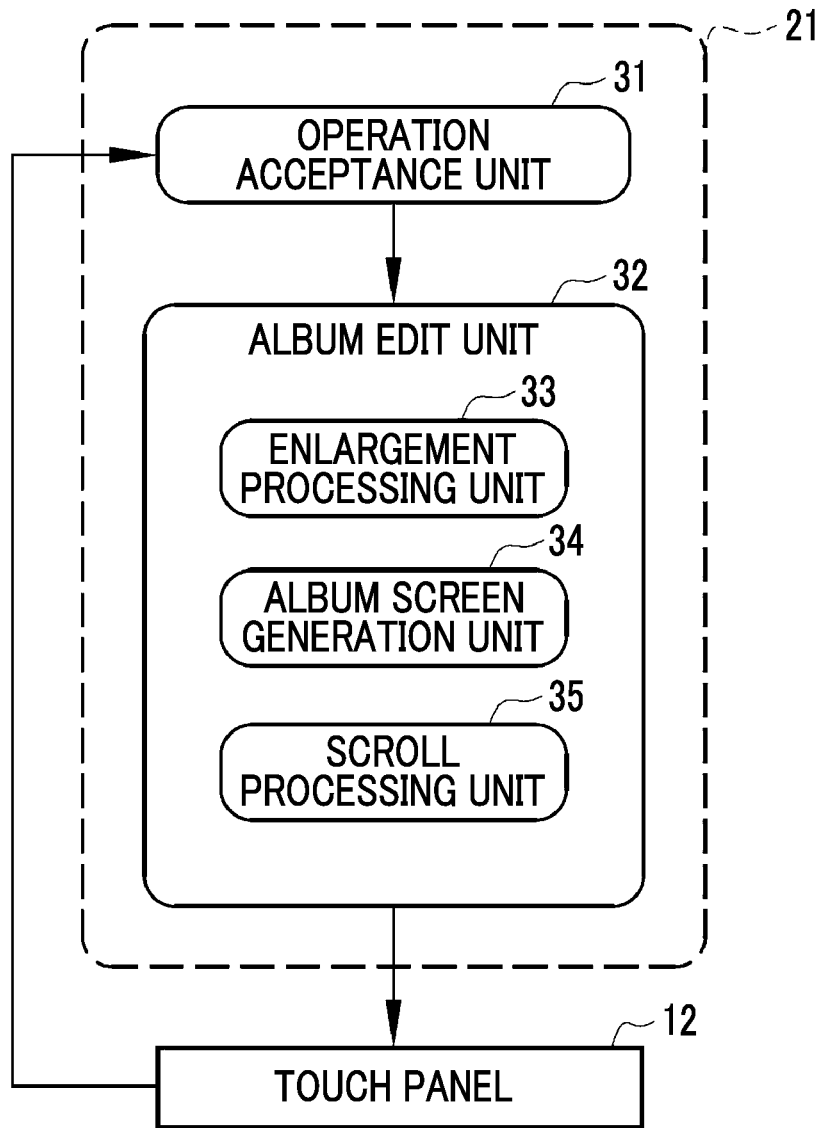 21
31
OPERATION
ACCEPTANCE UNIT
32
ALBUM EDIT UNIT
33
ENLARGEMENT
PROCESSING UNIT
34
ALBUM SCREEN
GENERATION UNIT
35
SCROLL
PROCESSING UNIT
12
TOUCH PANEL